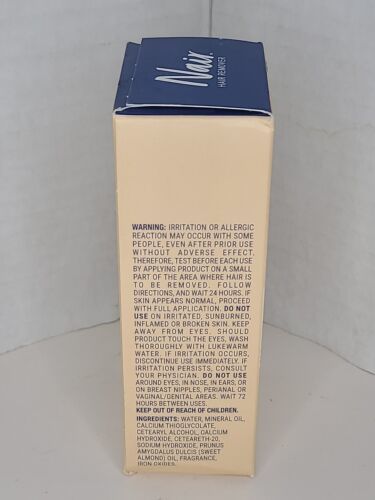 Nair
HAIR REMOVER
WARNING: IRRITATION OR ALLERGIC
REACTION MAY OCCUR WITH SOME
PEOPLE, EVEN AFTER PRIOR USE
WITHOUT ADVERSE EFFECT.
THEREFORE, TEST BEFORE EACH USE
BY APPLYING PRODUCT ON A SMALL
PART OF THE AREA WHERE HAIR IS
TO BE REMOVED. FOLLOW
DIRECTIONS, AND WAIT 24 HOURS. IF
SKIN APPEARS NORMAL, PROCEED
WITH FULL APPLICATION. DO NOT
USE ON IRRITATED, SUNBURNED,
INFLAMED OR BROKEN SKIN. KEEP
AWAY FROM EYES. SHOULD
PRODUCT TOUCH THE EYES, WASH
THOROUGHLY WITH LUKEWARM
WATER. IF IRRITATION OCCURS,
DISCONTINUE USE IMMEDIATELY. IF
IRRITATION PERSISTS, CONSULT
YOUR PHYSICIAN. DO NOT USE
AROUND EYES, IN NOSE, IN EARS, OR
ON BREAST NIPPLES, PERIANAL OR
VAGINAL/GENITAL AREAS. WAIT 72
HOURS BETWEEN USES.
KEEP OUT OF REACH OF CHILDREN.
INGREDIENTS: WATER, MINERAL OIL,
CALCIUM THIOGLYCOLATE,
CETEARYL ALCOHOL, CALCIUM
HYDROXIDE, CETEARETH-20,
SODIUM HYDROXIDE, PRUNUS
AMYGDALUS DULCIS (SWEET
ALMOND) OIL, FRAGRANCE,
IRON OXIDES.